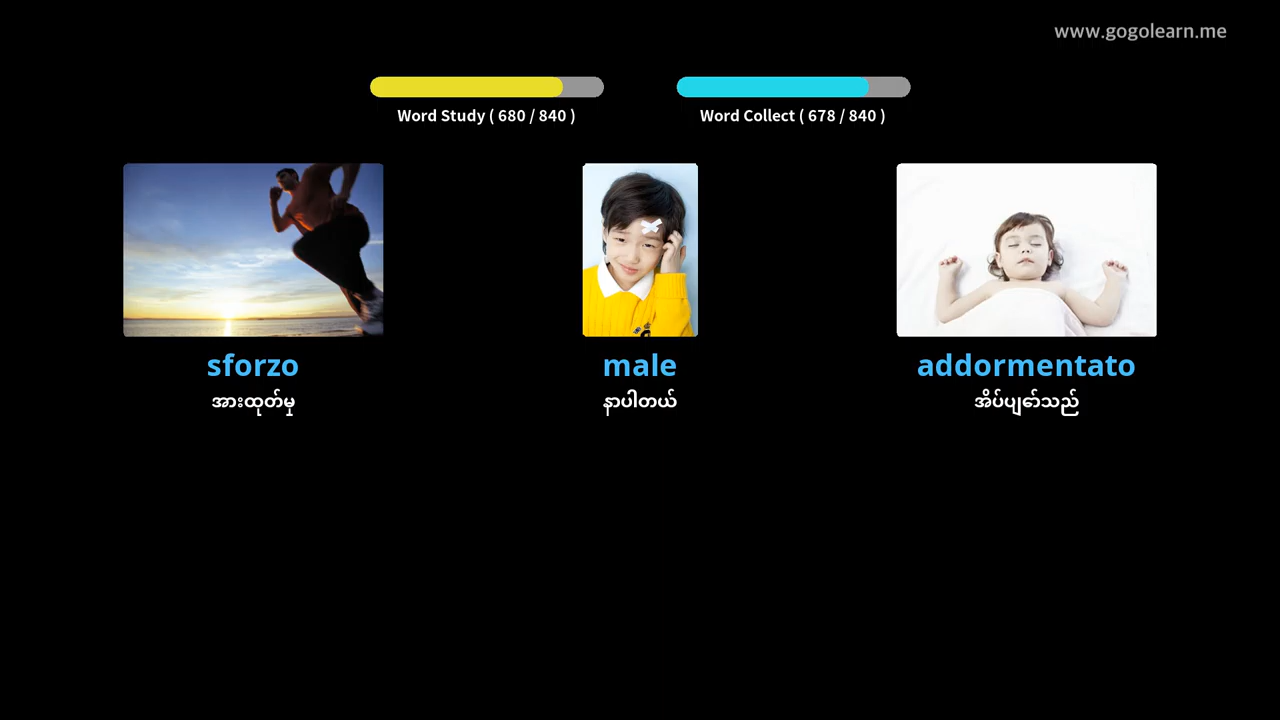 www.gogolearn.me
Word Study ( 680 / 840 )
Word Collect ( 678 / 840 )
sforzo
အားထုတ်မှု
male
နာပါတယ်
addormentato
အိပ်ပျော်သည်